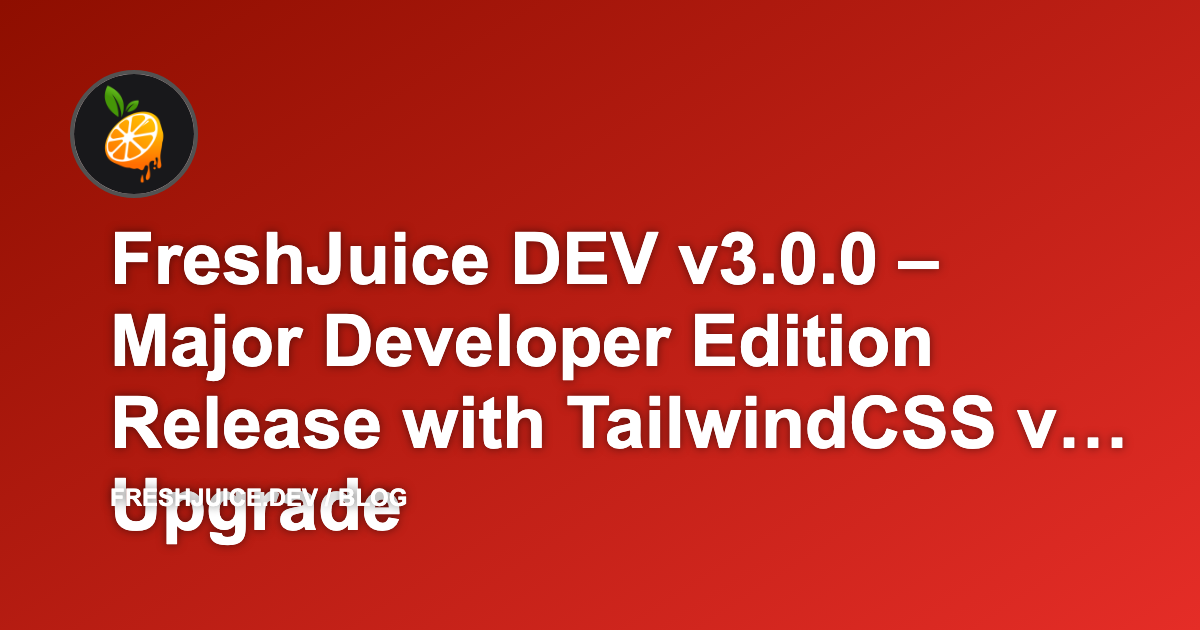 FreshJuice DEV v3.0.0 –
Major Developer Edition
Release with TailwindCSS v…
Upgrade
FRESHJUICE.DEV / BLOG